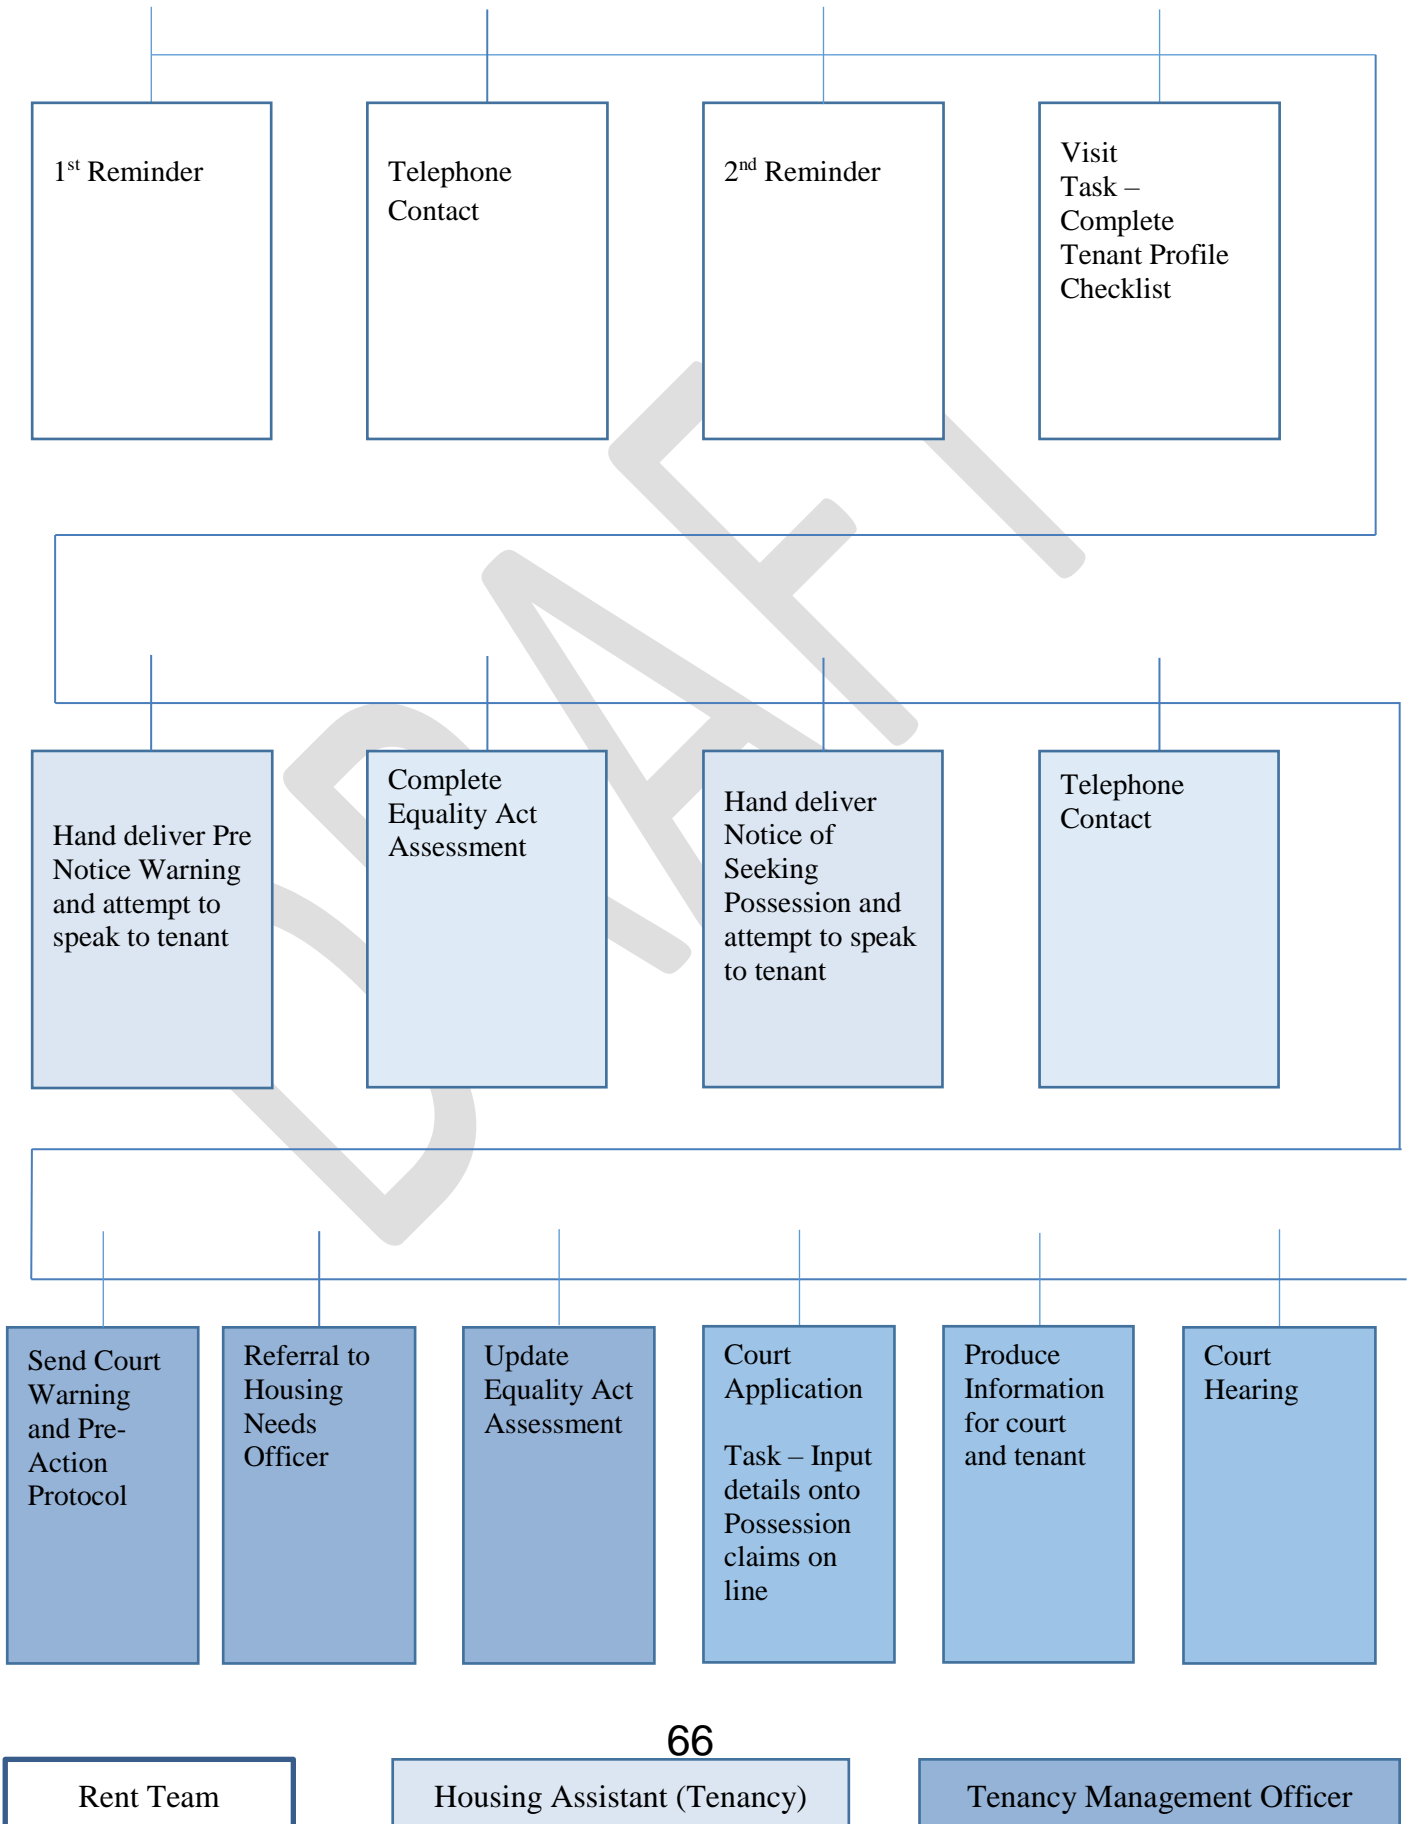 1st Reminder
Telephone
Contact
2nd Reminder
Visit
Task –
Complete
Tenant Profile
Checklist
Hand deliver Pre
Notice Warning
and attempt to
speak to tenant
Complete
Equality Act
Assessment
Hand deliver
Notice of
Seeking
Possession and
attempt to speak
to tenant
Telephone
Contact
Send Court
Warning
and Pre-
Action
Protocol
Referral to
Housing
Needs
Officer
Update
Equality Act
Assessment
Court
Application
Task – Input
details onto
Possession
claims on
line
Produce
Information
for court
and tenant
Court
Hearing
66
Rent Team
Housing Assistant (Tenancy)
Tenancy Management Officer
DRAFT